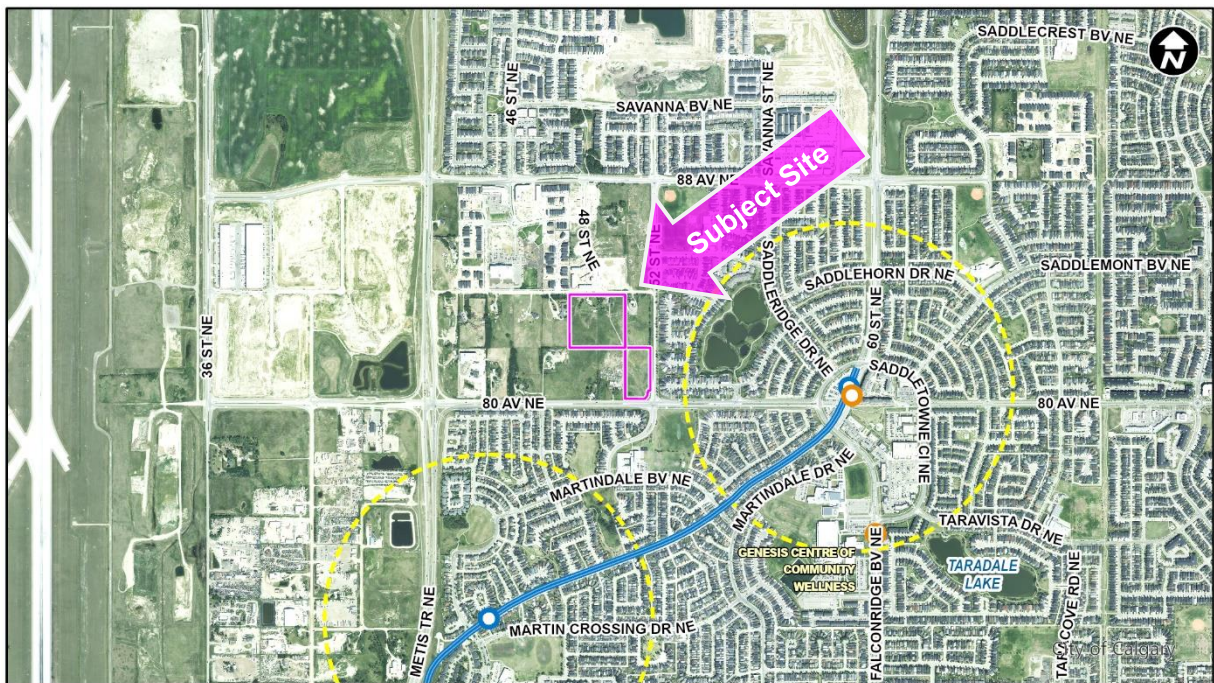 SADDLECREST BV NE
N
46 ST NE
SAVANNA BV NE
SAVANNA ST NE
88 AV NE
Subject Site
48 ST NE
52 ST NE
SADDLERIDGE DR NE
SADDLEHORN DR NE
SADDLEMONT BV NE
60 ST NE
36 ST NE
SADDLETOWNE CI NE
80 AV NE
80 AV NE
MARTINDALE BV NE
MARTINDALE DR NE
TARAVISTA DR NE
GENESIS CENTRE OF
COMMUNITY
WELLNESS
FALCONRIDGE BV NE
TARADALE
LAKE
METIS TR NE
MARTIN CROSSING DR NE
TARACOVE RD NE
City of Calgary